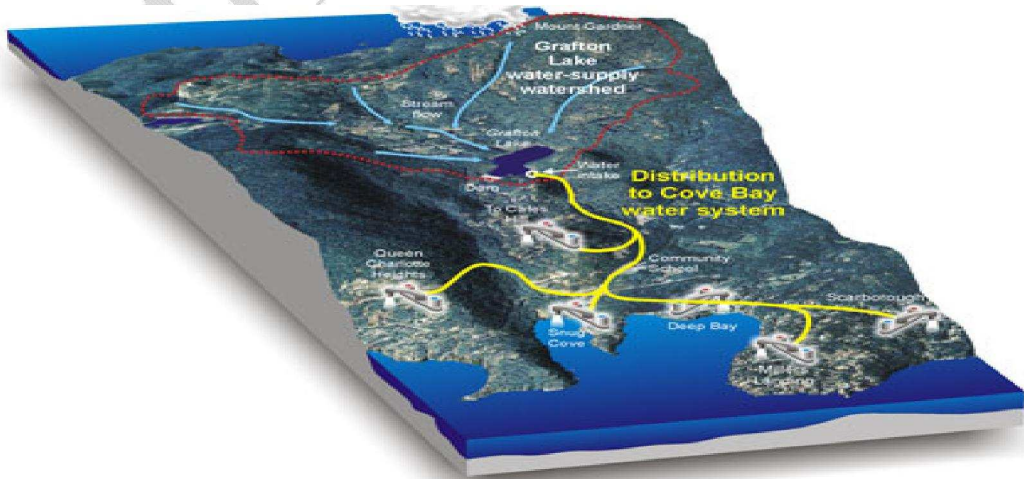 Mount Gardner
Grafton
Lake
water-supply
watershed
Stream
flow
Grafton
Lake
Water
intake
Dam
Distribution
to Cove Bay
water system
Community
School
Queen
Charlotte
Heights
Snug
Cove
Deep Bay
Scarborough
Landing